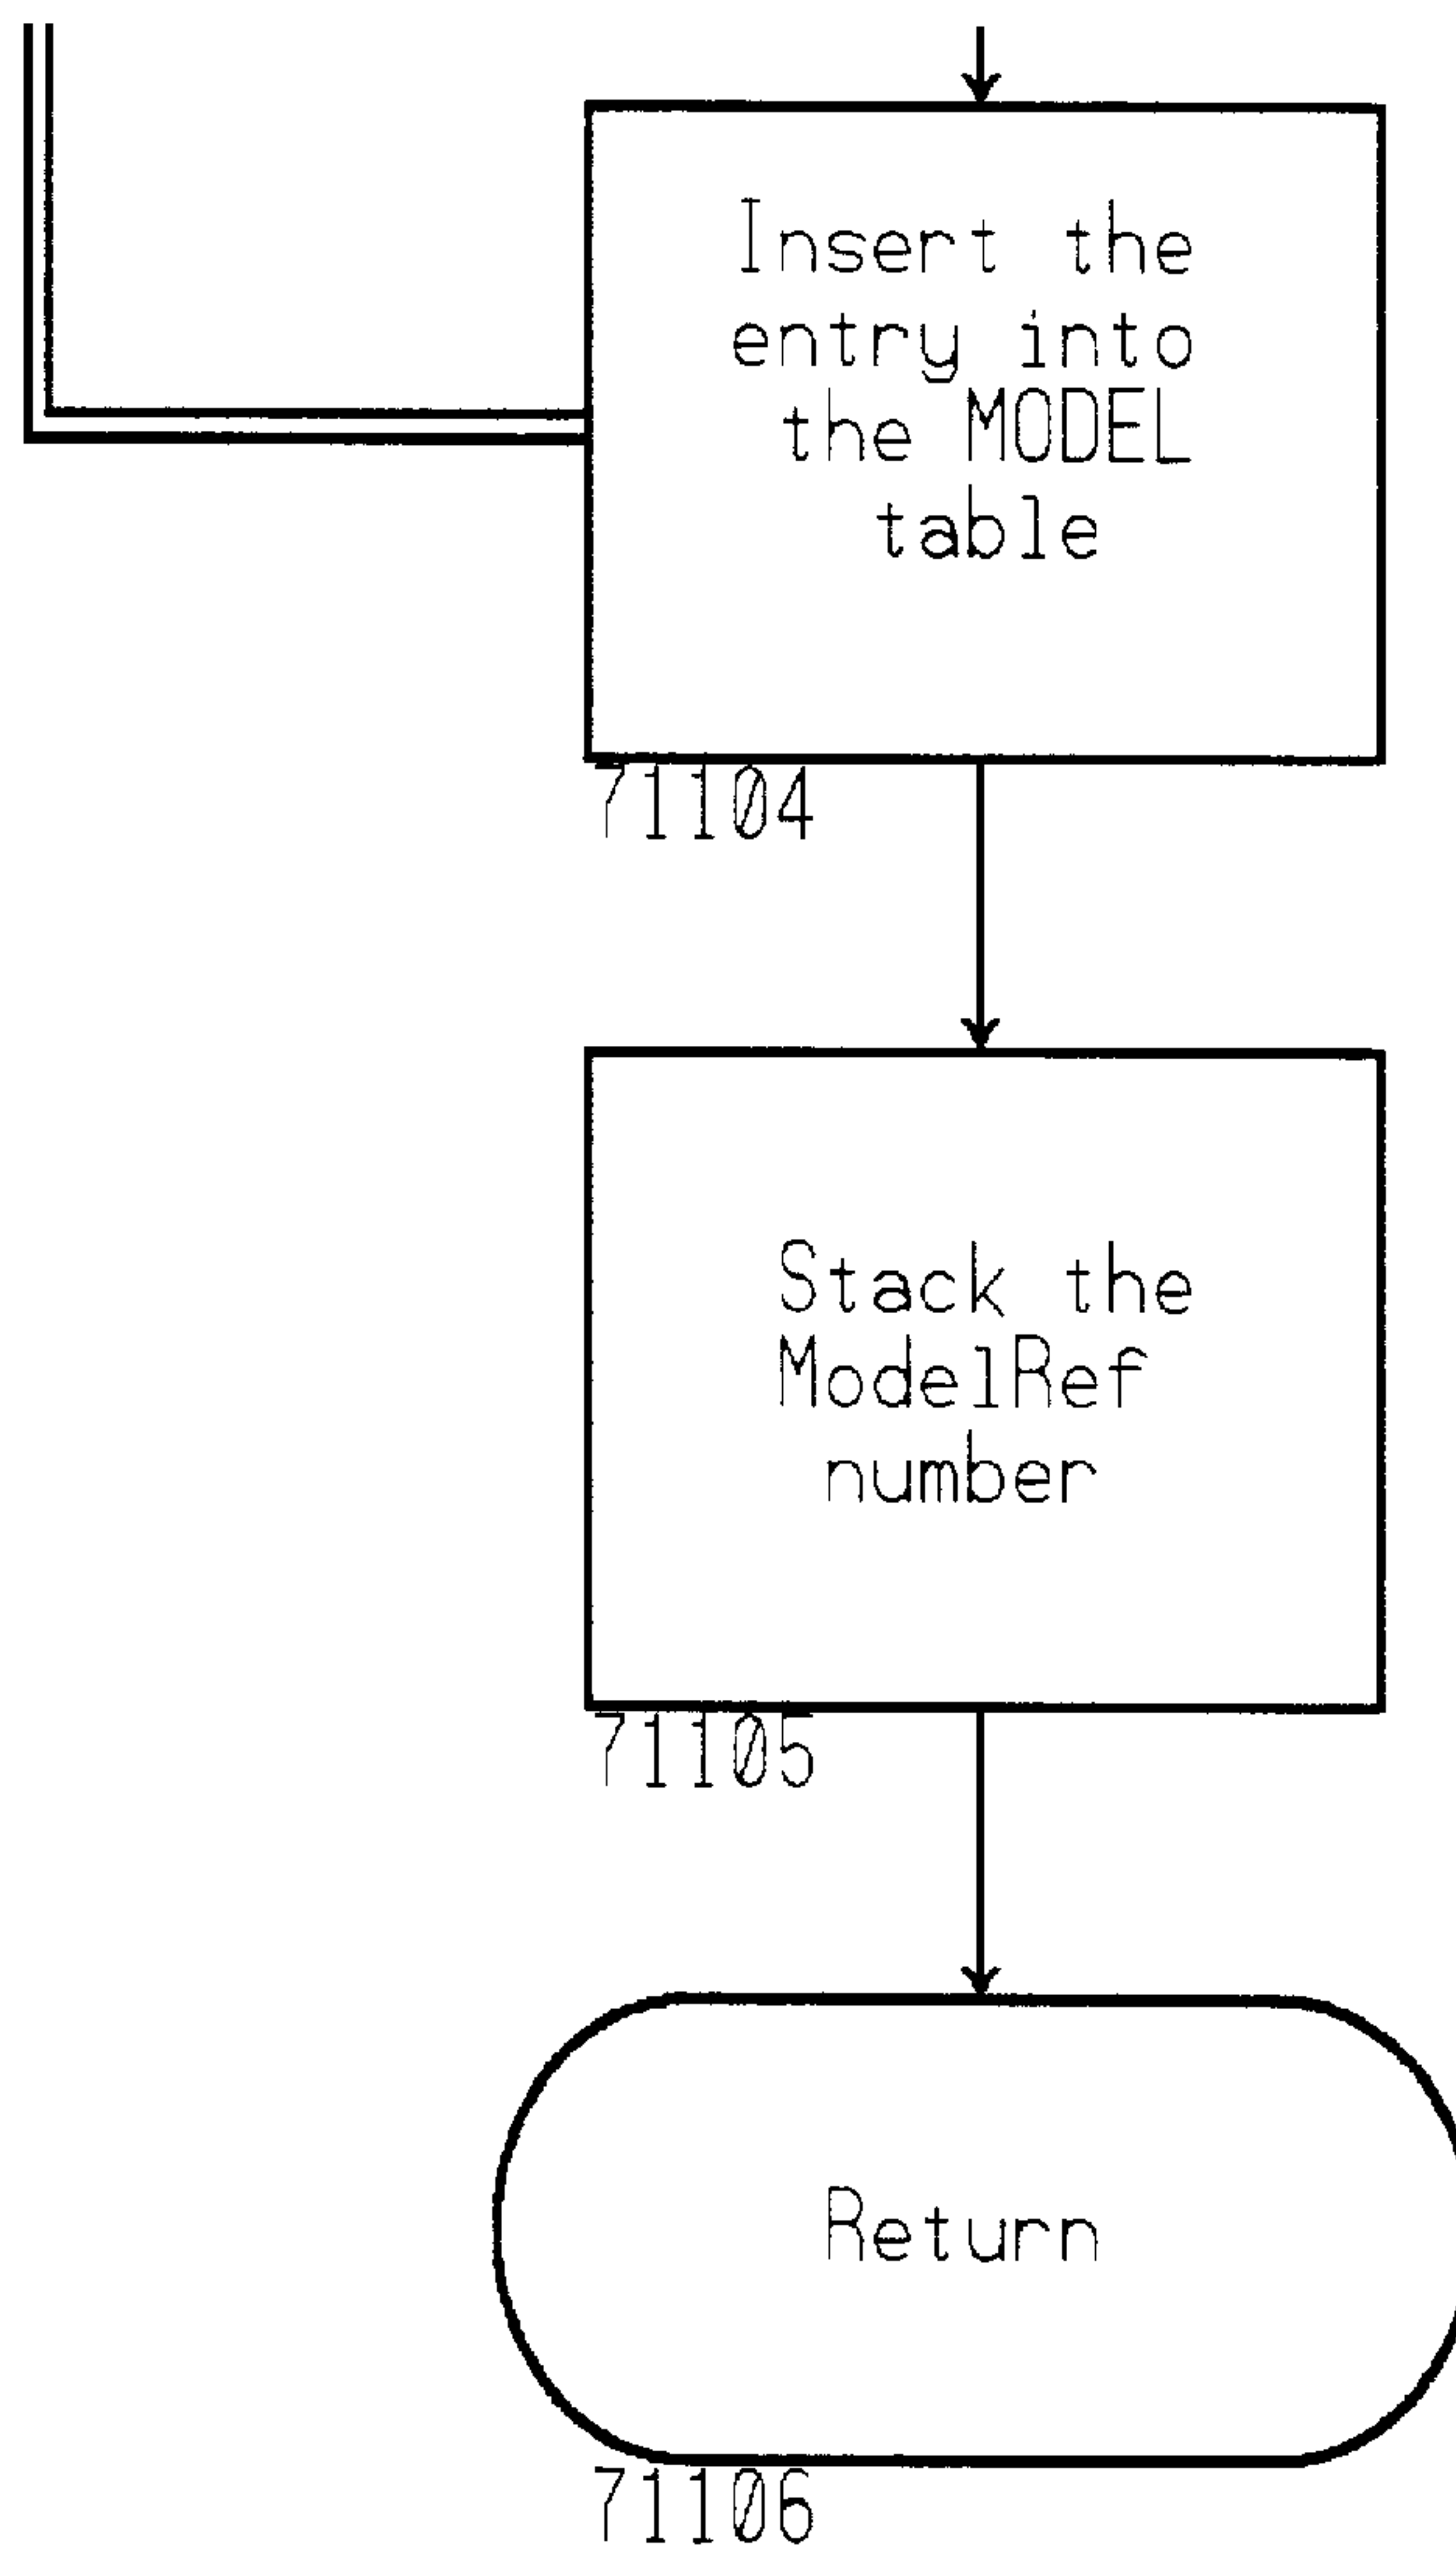 Insert the
entry into
the MODEL
table
71104
Stack the
ModelRef
number
71105
Return
71106